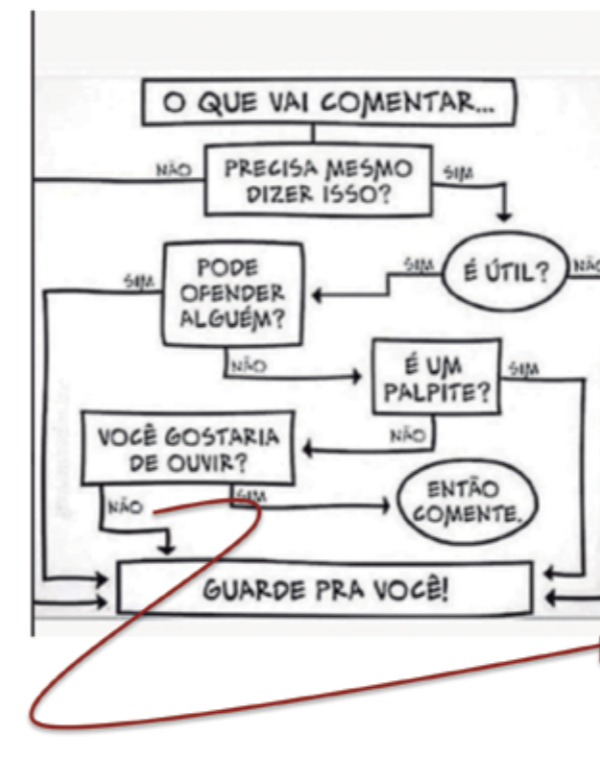 O QUE VAI COMENTAR...
NÃO
PRECISA MESMO
DIZER ISSO?
SIM
SIM
PODE
OFENDER
ALGUÉM?
SIM
É ÚTIL?
NÃO
NÃO
É UM
PALPITE?
SIM
VOCÊ GOSTARIA
DE OUVIR?
NÃO
NÃO
SIM
ENTÃO
COMENTE.
GUARDE PRA VOCÊ!